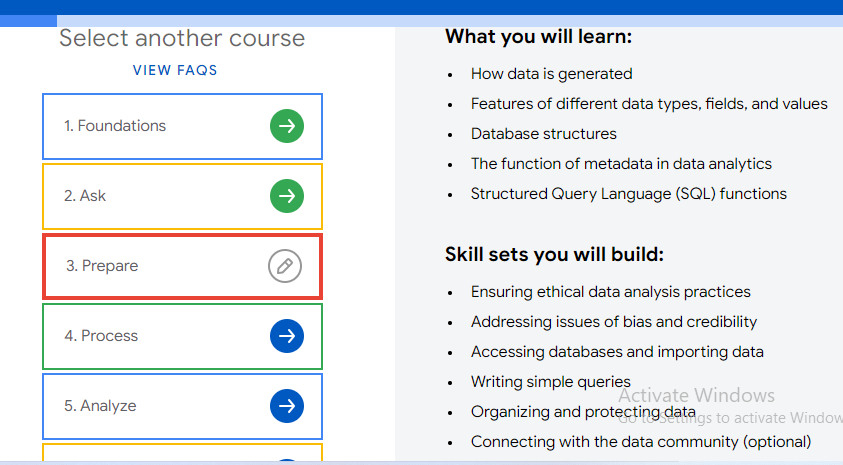 Select another course
VIEW FAQS
1. Foundations
2. Ask
3. Prepare
4. Process
5. Analyze
What you will learn:
• How data is generated
• Features of different data types, fields, and values
• Database structures
• The function of metadata in data analytics
• Structured Query Language (SQL) functions
Skill sets you will build:
• Ensuring ethical data analysis practices
• Addressing issues of bias and credibility
• Accessing databases and importing data
• Writing simple queries
• Organizing and protecting data
• Connecting with the data community (optional)
Activate Windows
Go to Settings to activate Window